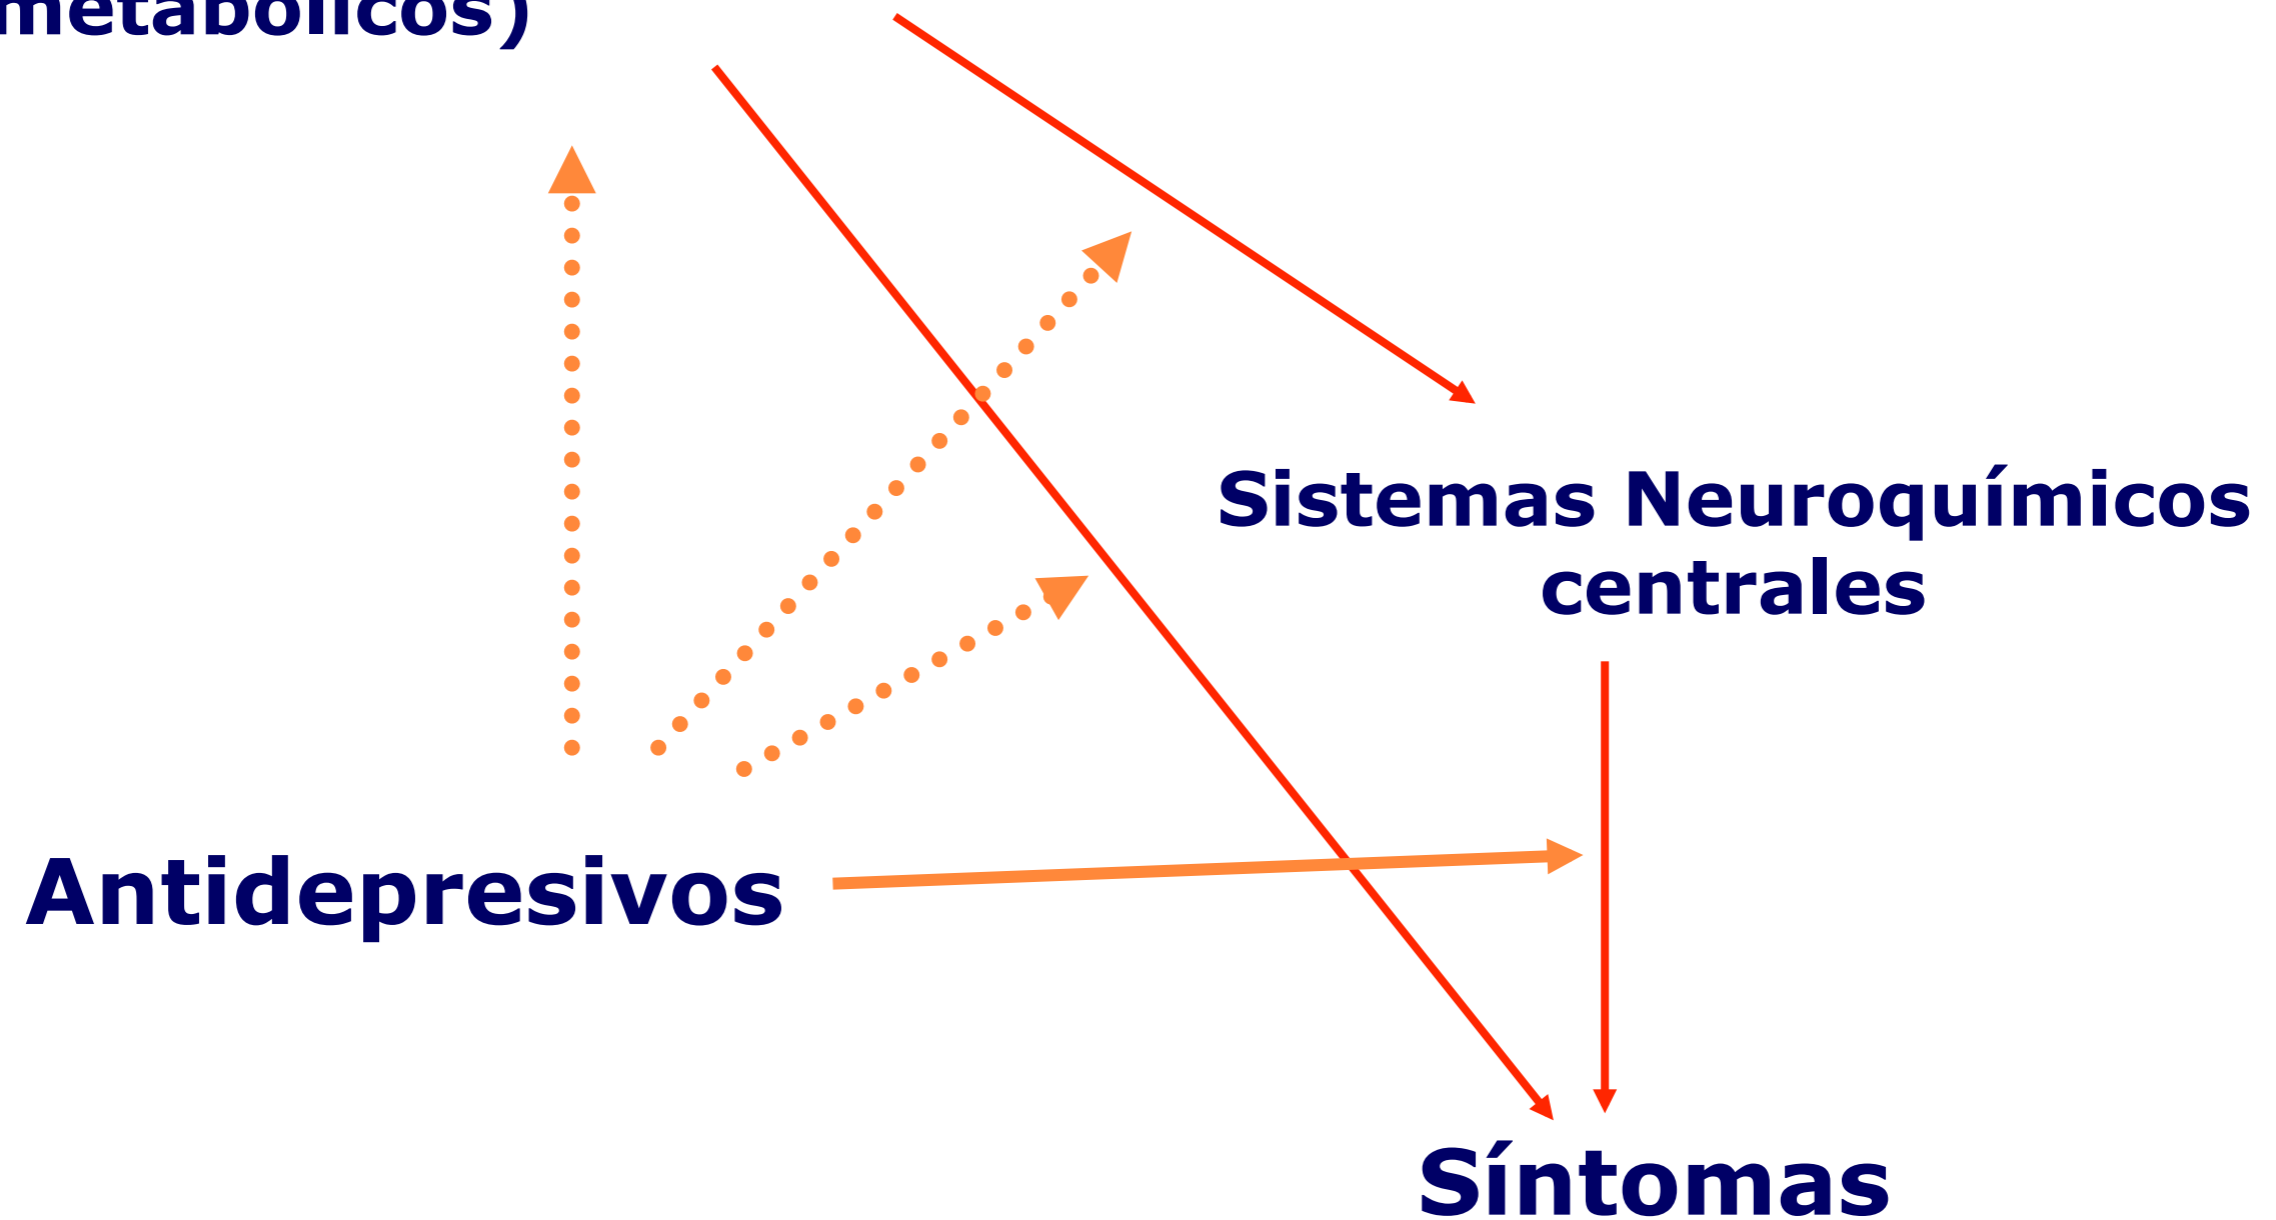 metabólicos)
Sistemas Neuroquímicos
centrales
Antidepresivos
Síntomas